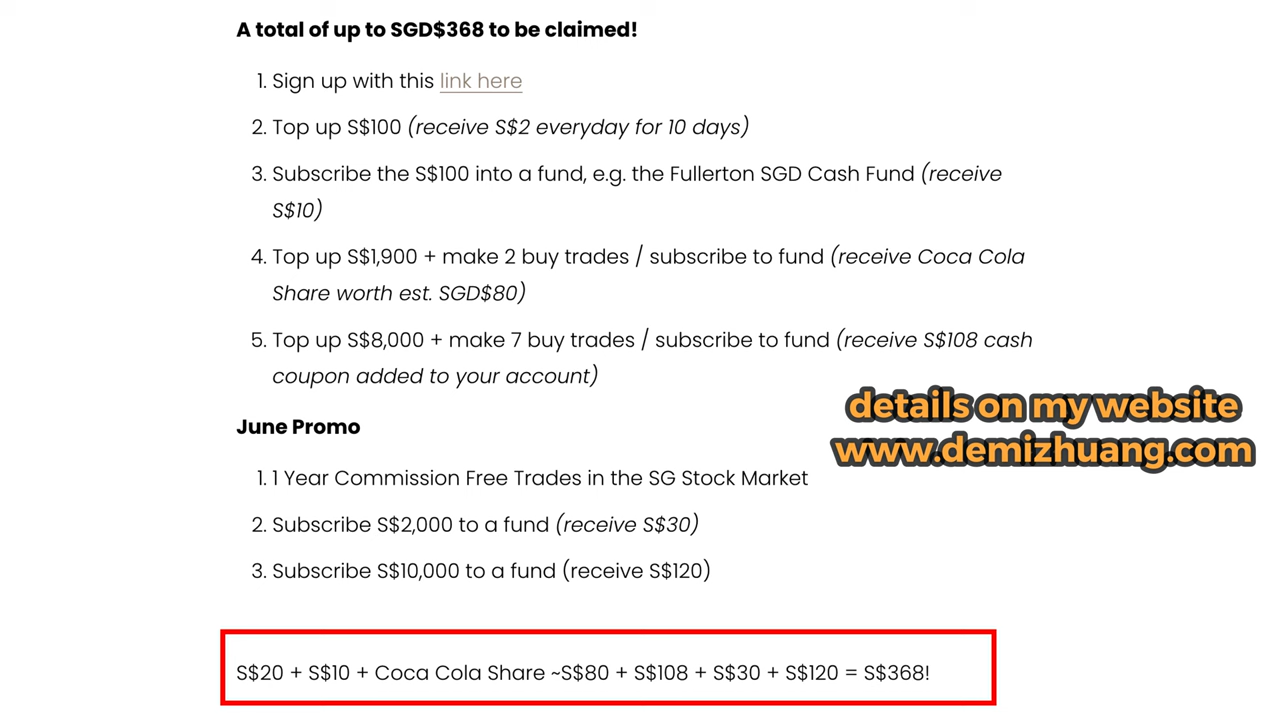 A total of up to SGD$368 to be claimed!
1. Sign up with this link here
2. Top up S$100 (receive S$2 everyday for 10 days)
3. Subscribe the S$100 into a fund, e.g. the Fullerton SGD Cash Fund (receive
S$10)
4. Top up S$1,900 + make 2 buy trades / subscribe to fund (receive Coca Cola
Share worth est. SGD$80)
5. Top up S$8,000 + make 7 buy trades / subscribe to fund (receive S$108 cash
coupon added to your account)
details on my website
www.demizhuang.com
June Promo
1. 1 Year Commission Free Trades in the SG Stock Market
2. Subscribe S$2,000 to a fund (receive S$30)
3. Subscribe S$10,000 to a fund (receive S$120)
S$20 + S$10 + Coca Cola Share ~S$80 + S$108 + S$30 + S$120 = S$368!